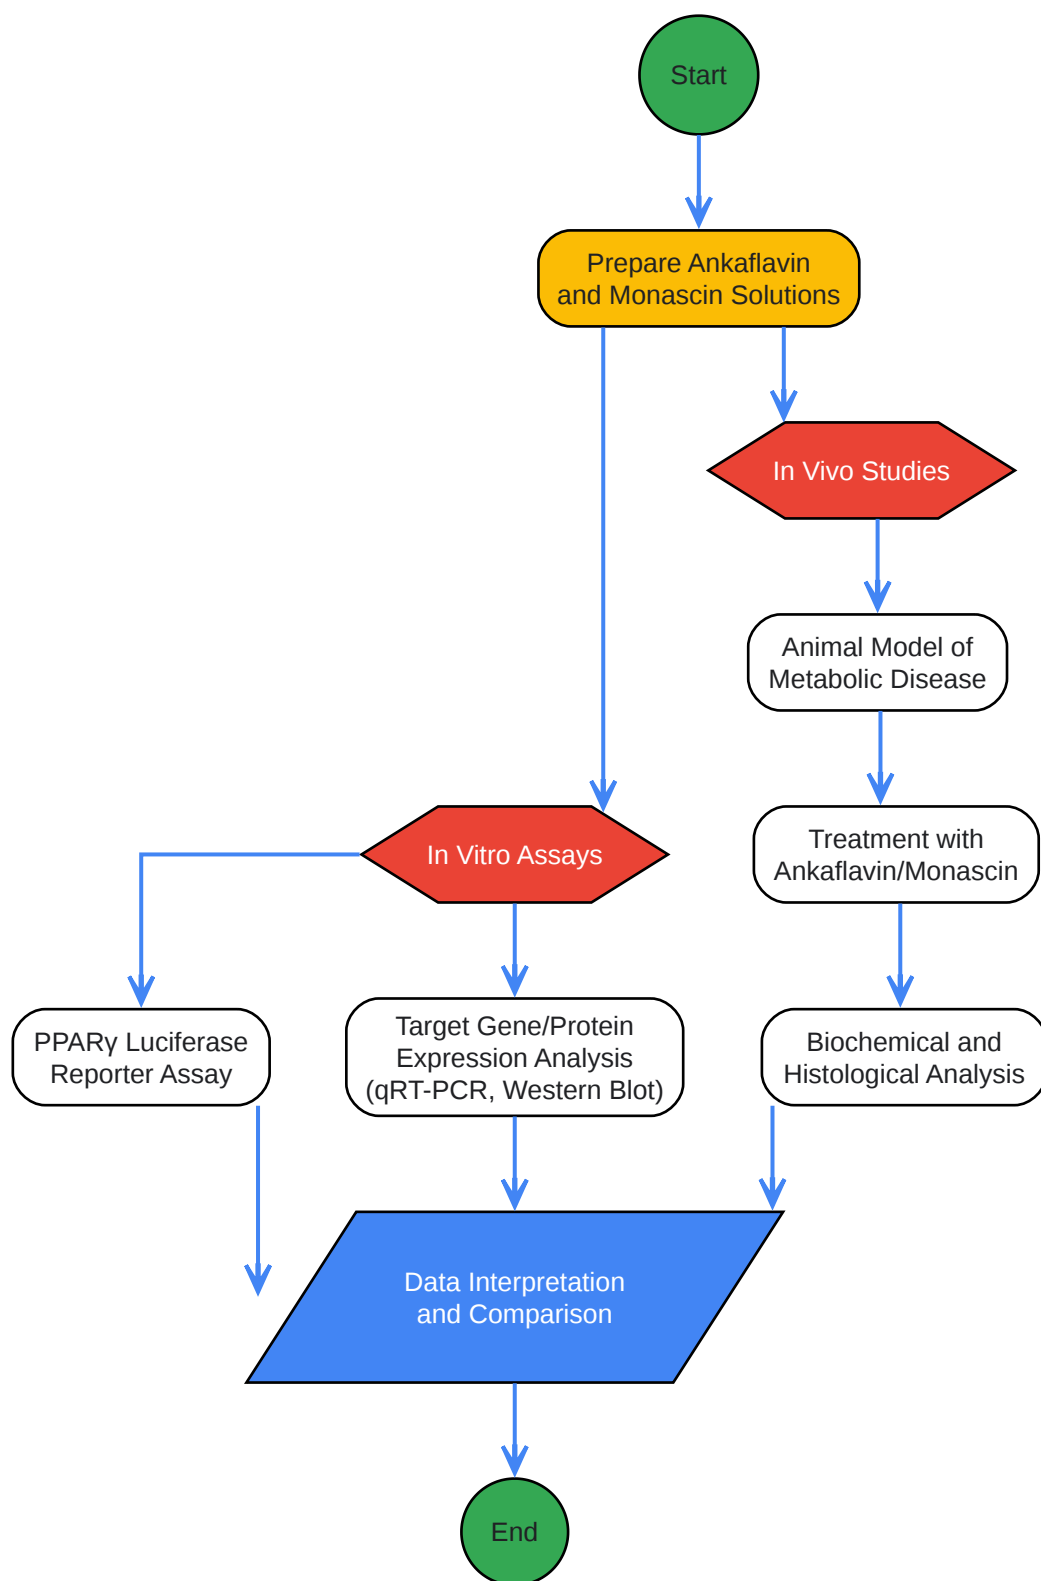 Start
Prepare Ankaflavin
and Monascin Solutions
In Vivo Studies
Animal Model of
Metabolic Disease
Treatment with
Ankaflavin/Monascin
In Vitro Assays
PPARγ Luciferase
Reporter Assay
Target Gene/Protein
Expression Analysis
(qRT-PCR, Western Blot)
Biochemical and
Histological Analysis
Data Interpretation
and Comparison
End